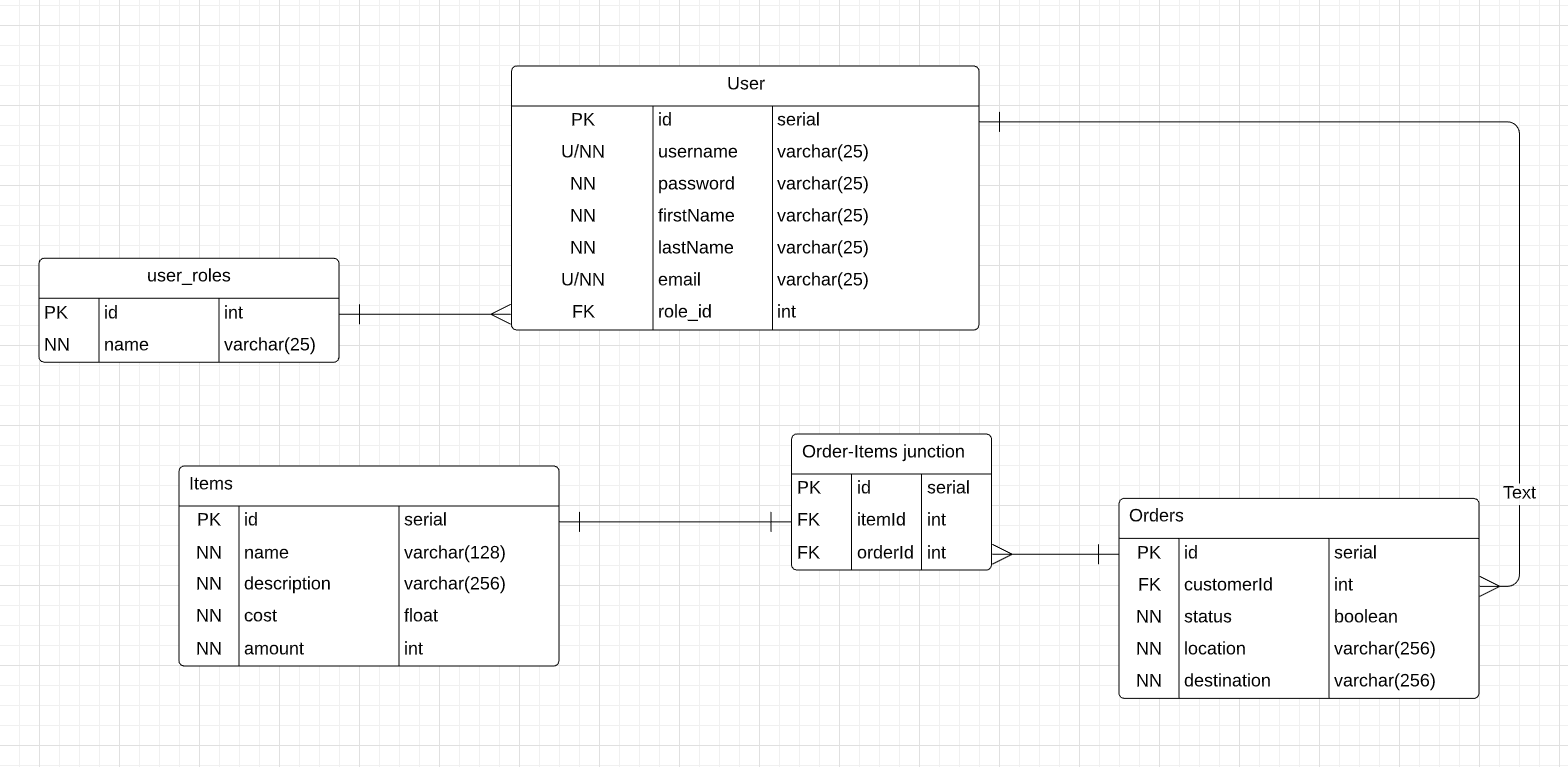 User
PK id serial
U/NN username varchar(25)
NN password varchar(25)
NN firstName varchar(25)
NN lastName varchar(25)
U/NN email varchar(25)
FK role_id int
user_roles
PK id int
NN name varchar(25)
Order-Items junction
PK id serial
FK itemId int
FK orderId int
Items
PK id serial
NN name varchar(128)
NN description varchar(256)
NN cost float
NN amount int
Text
Orders
PK id serial
FK customerId int
NN status boolean
NN location varchar(256)
NN destination varchar(256)